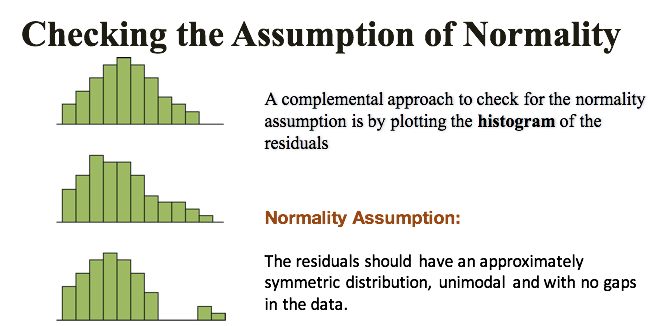 Checking the Assumption of Normality
A complemental approach to check for the normality
assumption is by plotting the histogram of the
residuals
Normality Assumption:
The residuals should have an approximately
symmetric distribution, unimodal and with no gaps
in the data.